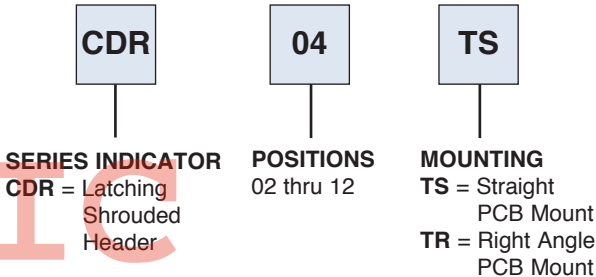 CDR 04 TS
SERIES INDICATOR
CDR = Latching
Shrouded
Header
POSITIONS
02 thru 12
MOUNTING
TS = Straight
PCB Mount
TR = Right Angle
PCB Mount
IC